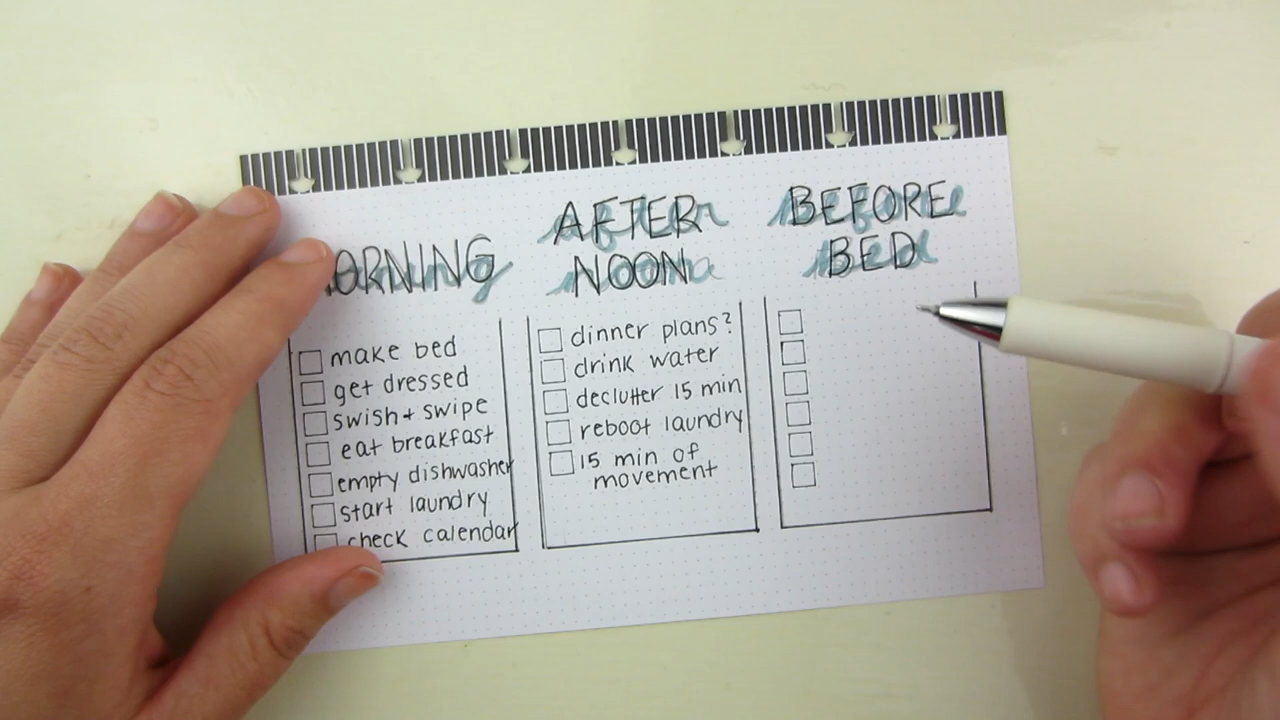 MORNING
make bed
get dressed
swish + swipe
eat breakfast
empty dishwasher
start laundry
check calendar
AFTER
NOON
dinner plans?
drink water
declutter 15 min
reboot laundry
15 min of
movement
BEFORE
BED